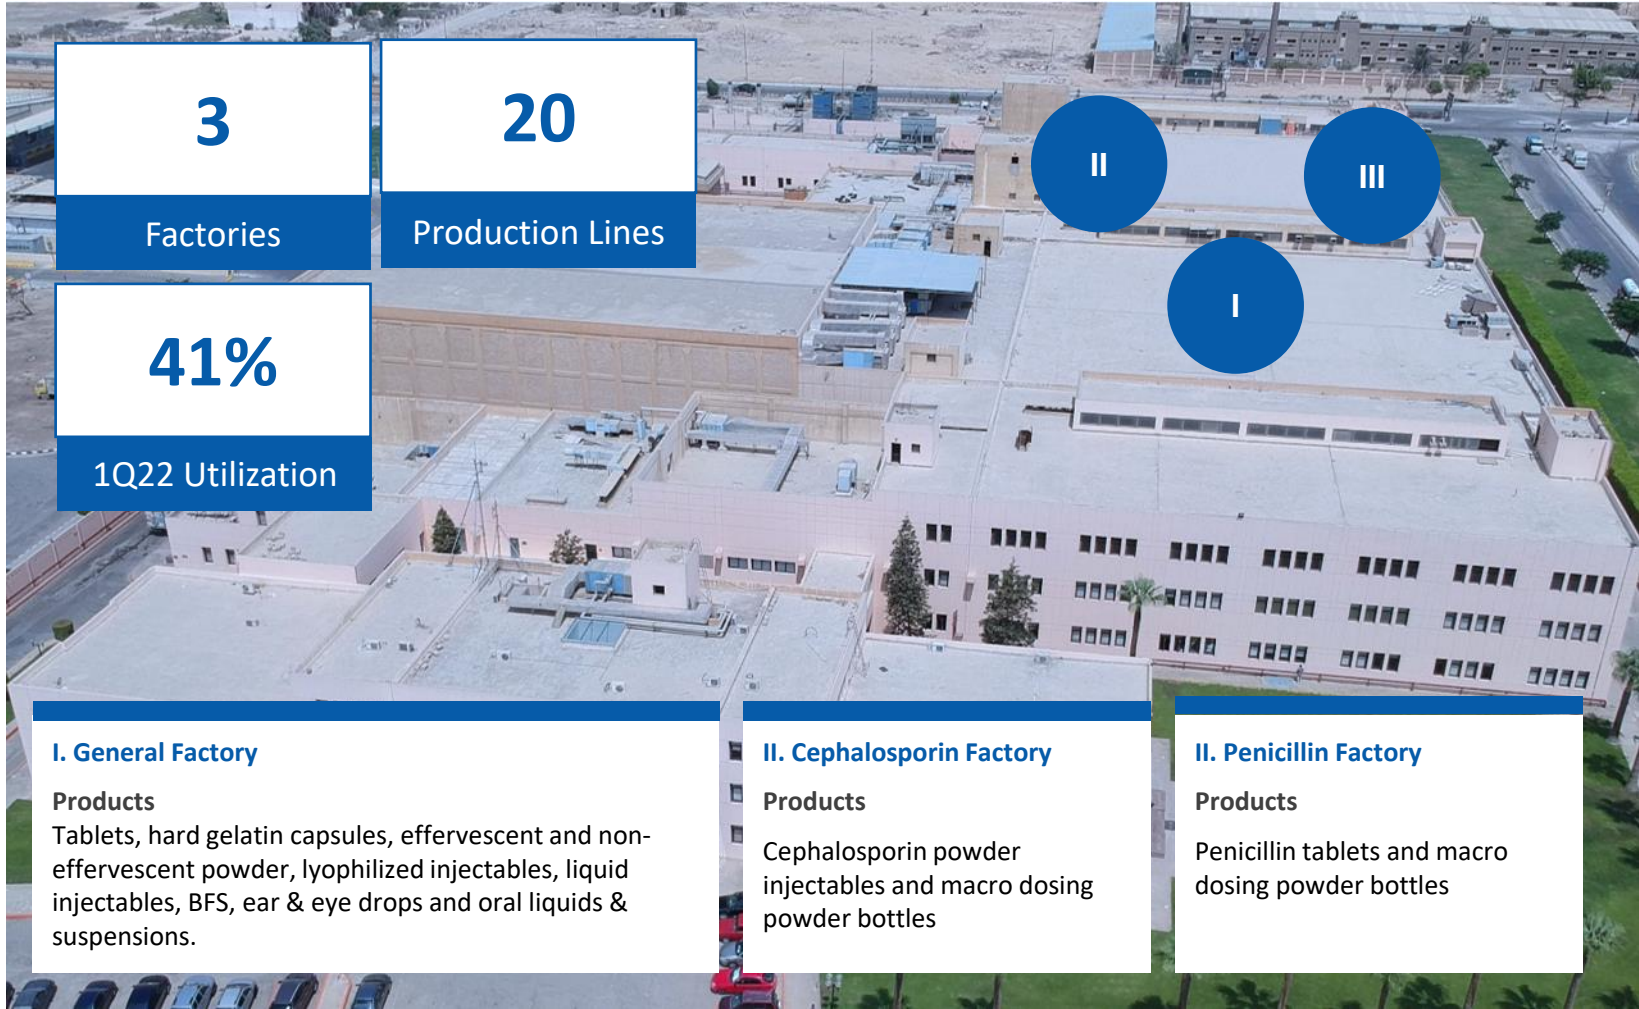 3
Factories
20
Production Lines
41%
1Q22 Utilization
II
III
I
I. General Factory
Products
Tablets, hard gelatin capsules, effervescent and non-
effervescent powder, lyophilized injectables, liquid
injectables, BFS, ear & eye drops and oral liquids &
suspensions.
II. Cephalosporin Factory
Products
Cephalosporin powder
injectables and macro dosing
powder bottles
II. Penicillin Factory
Products
Penicillin tablets and macro
dosing powder bottles